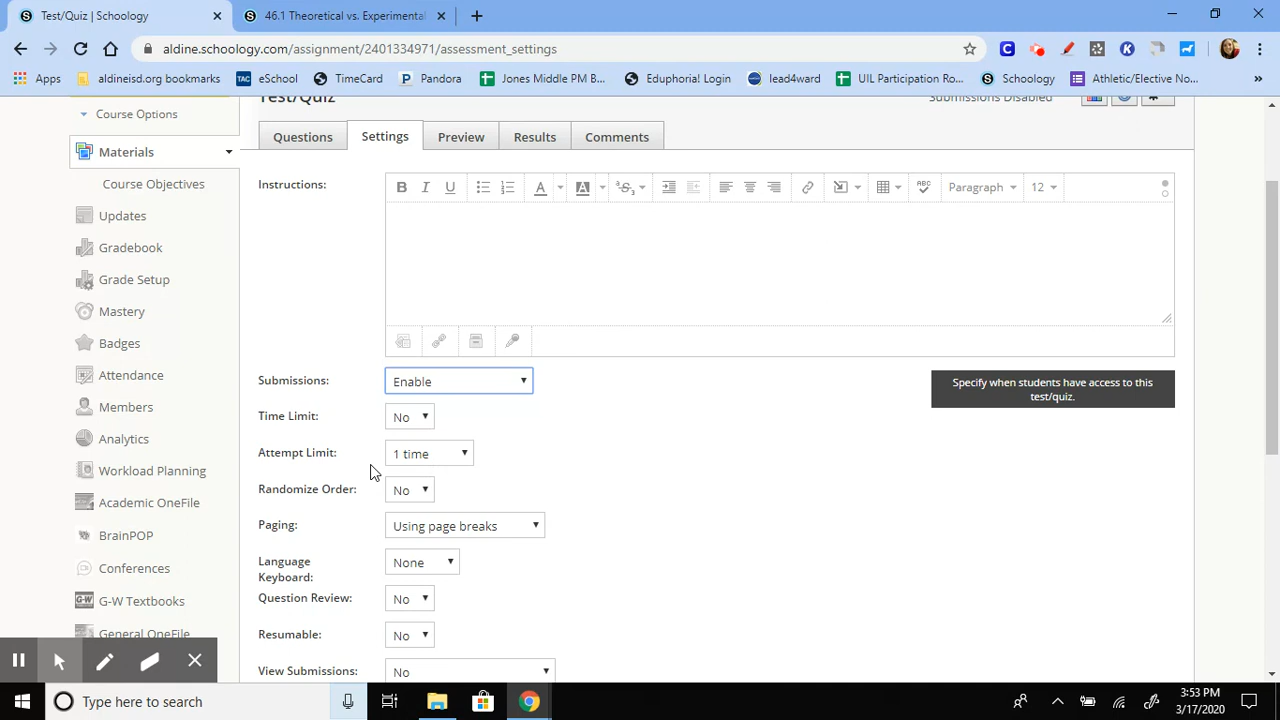 Test/Quiz | Schoology
46.1 Theoretical vs. Experimental
aldine.schoology.com/assignment/2401334971/assessment_settings
Apps
aldineisd.org bookmarks
TAC
eSchool
TimeCard
Pandora
Jones Middle PM B...
Eduphoria! Login
lead4ward
UIL Participation Ro...
Schoology
Athletic/Elective No...
»
Test/Quiz
Submissions Disabled
Course Options
Questions
Settings
Preview
Results
Comments
Materials
Course Objectives
Updates
Gradebook
Grade Setup
Mastery
Badges
Attendance
Members
Analytics
Workload Planning
Academic OneFile
BrainPOP
Conferences
G-W Textbooks
General OneFile
Instructions:
B I U A A ABC Paragraph 12
Submissions: Enable
Specify when students have access to this
test/quiz.
Time Limit: No
Attempt Limit: 1 time
Randomize Order: No
Paging: Using page breaks
Language
Keyboard: None
Question Review: No
Resumable: No
View Submissions: No
Type here to search
3:53 PM
3/17/2020